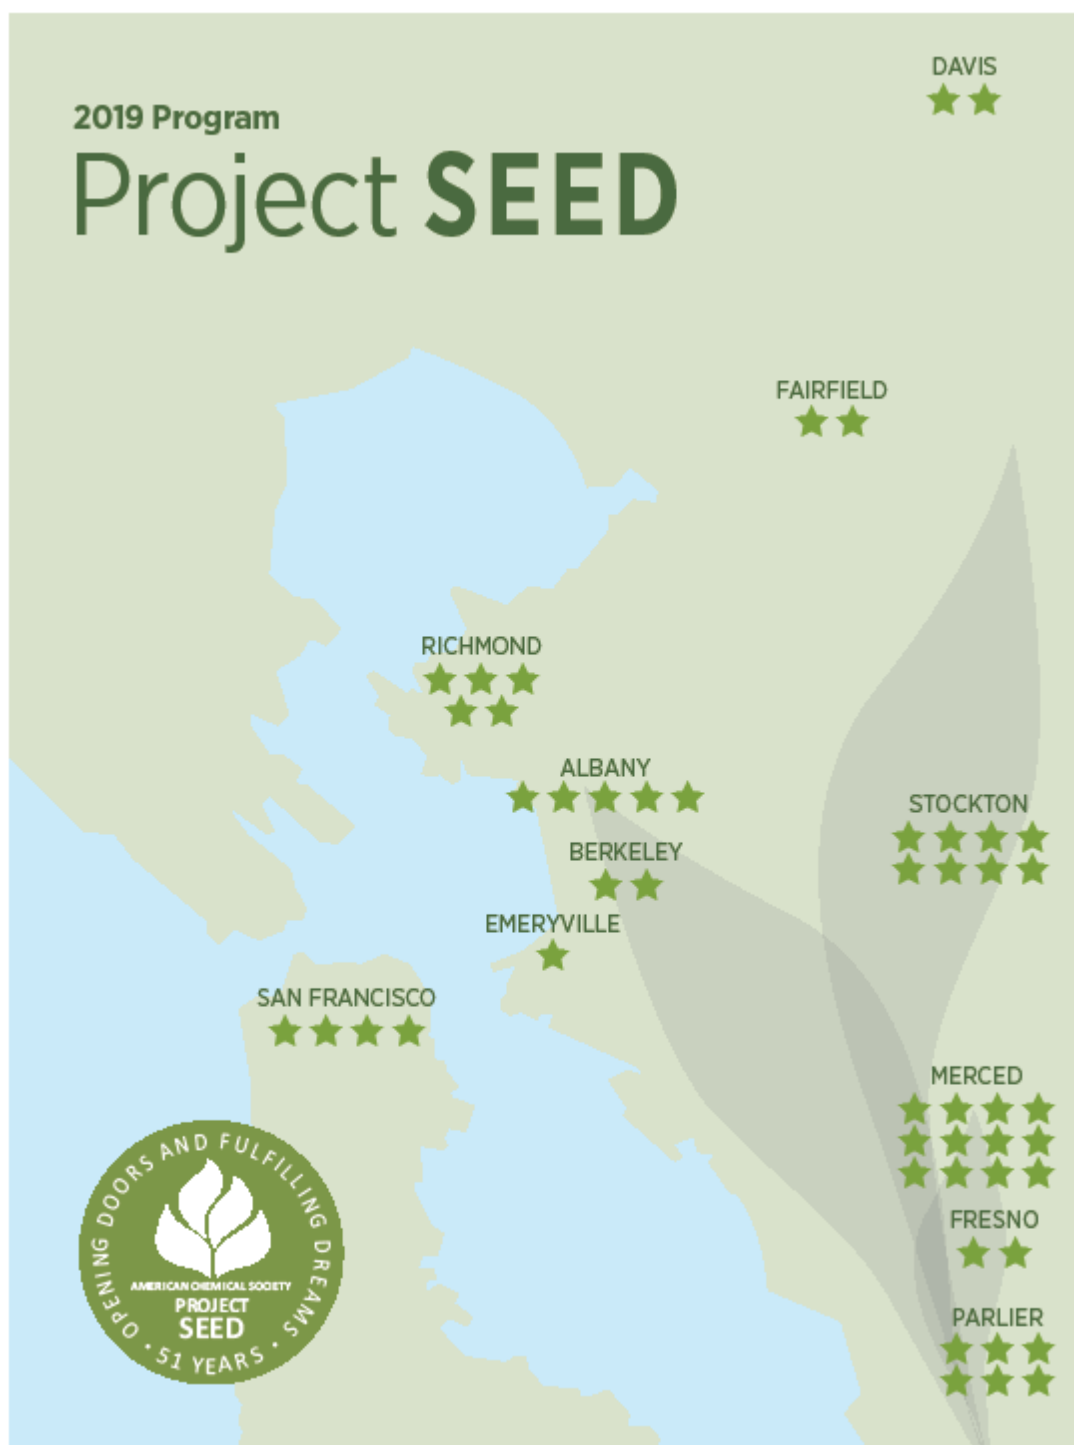 2019 Program
Project SEED
DAVIS
FAIRFIELD
RICHMOND
ALBANY
STOCKTON
BERKELEY
EMERYVILLE
SAN FRANCISCO
MERCED
FRESNO
PARLIER
OPENING DOORS AND FULFILLING DREAMS
AMERICAN CHEMICAL SOCIETY
PROJECT
SEED
• 51 YEARS •